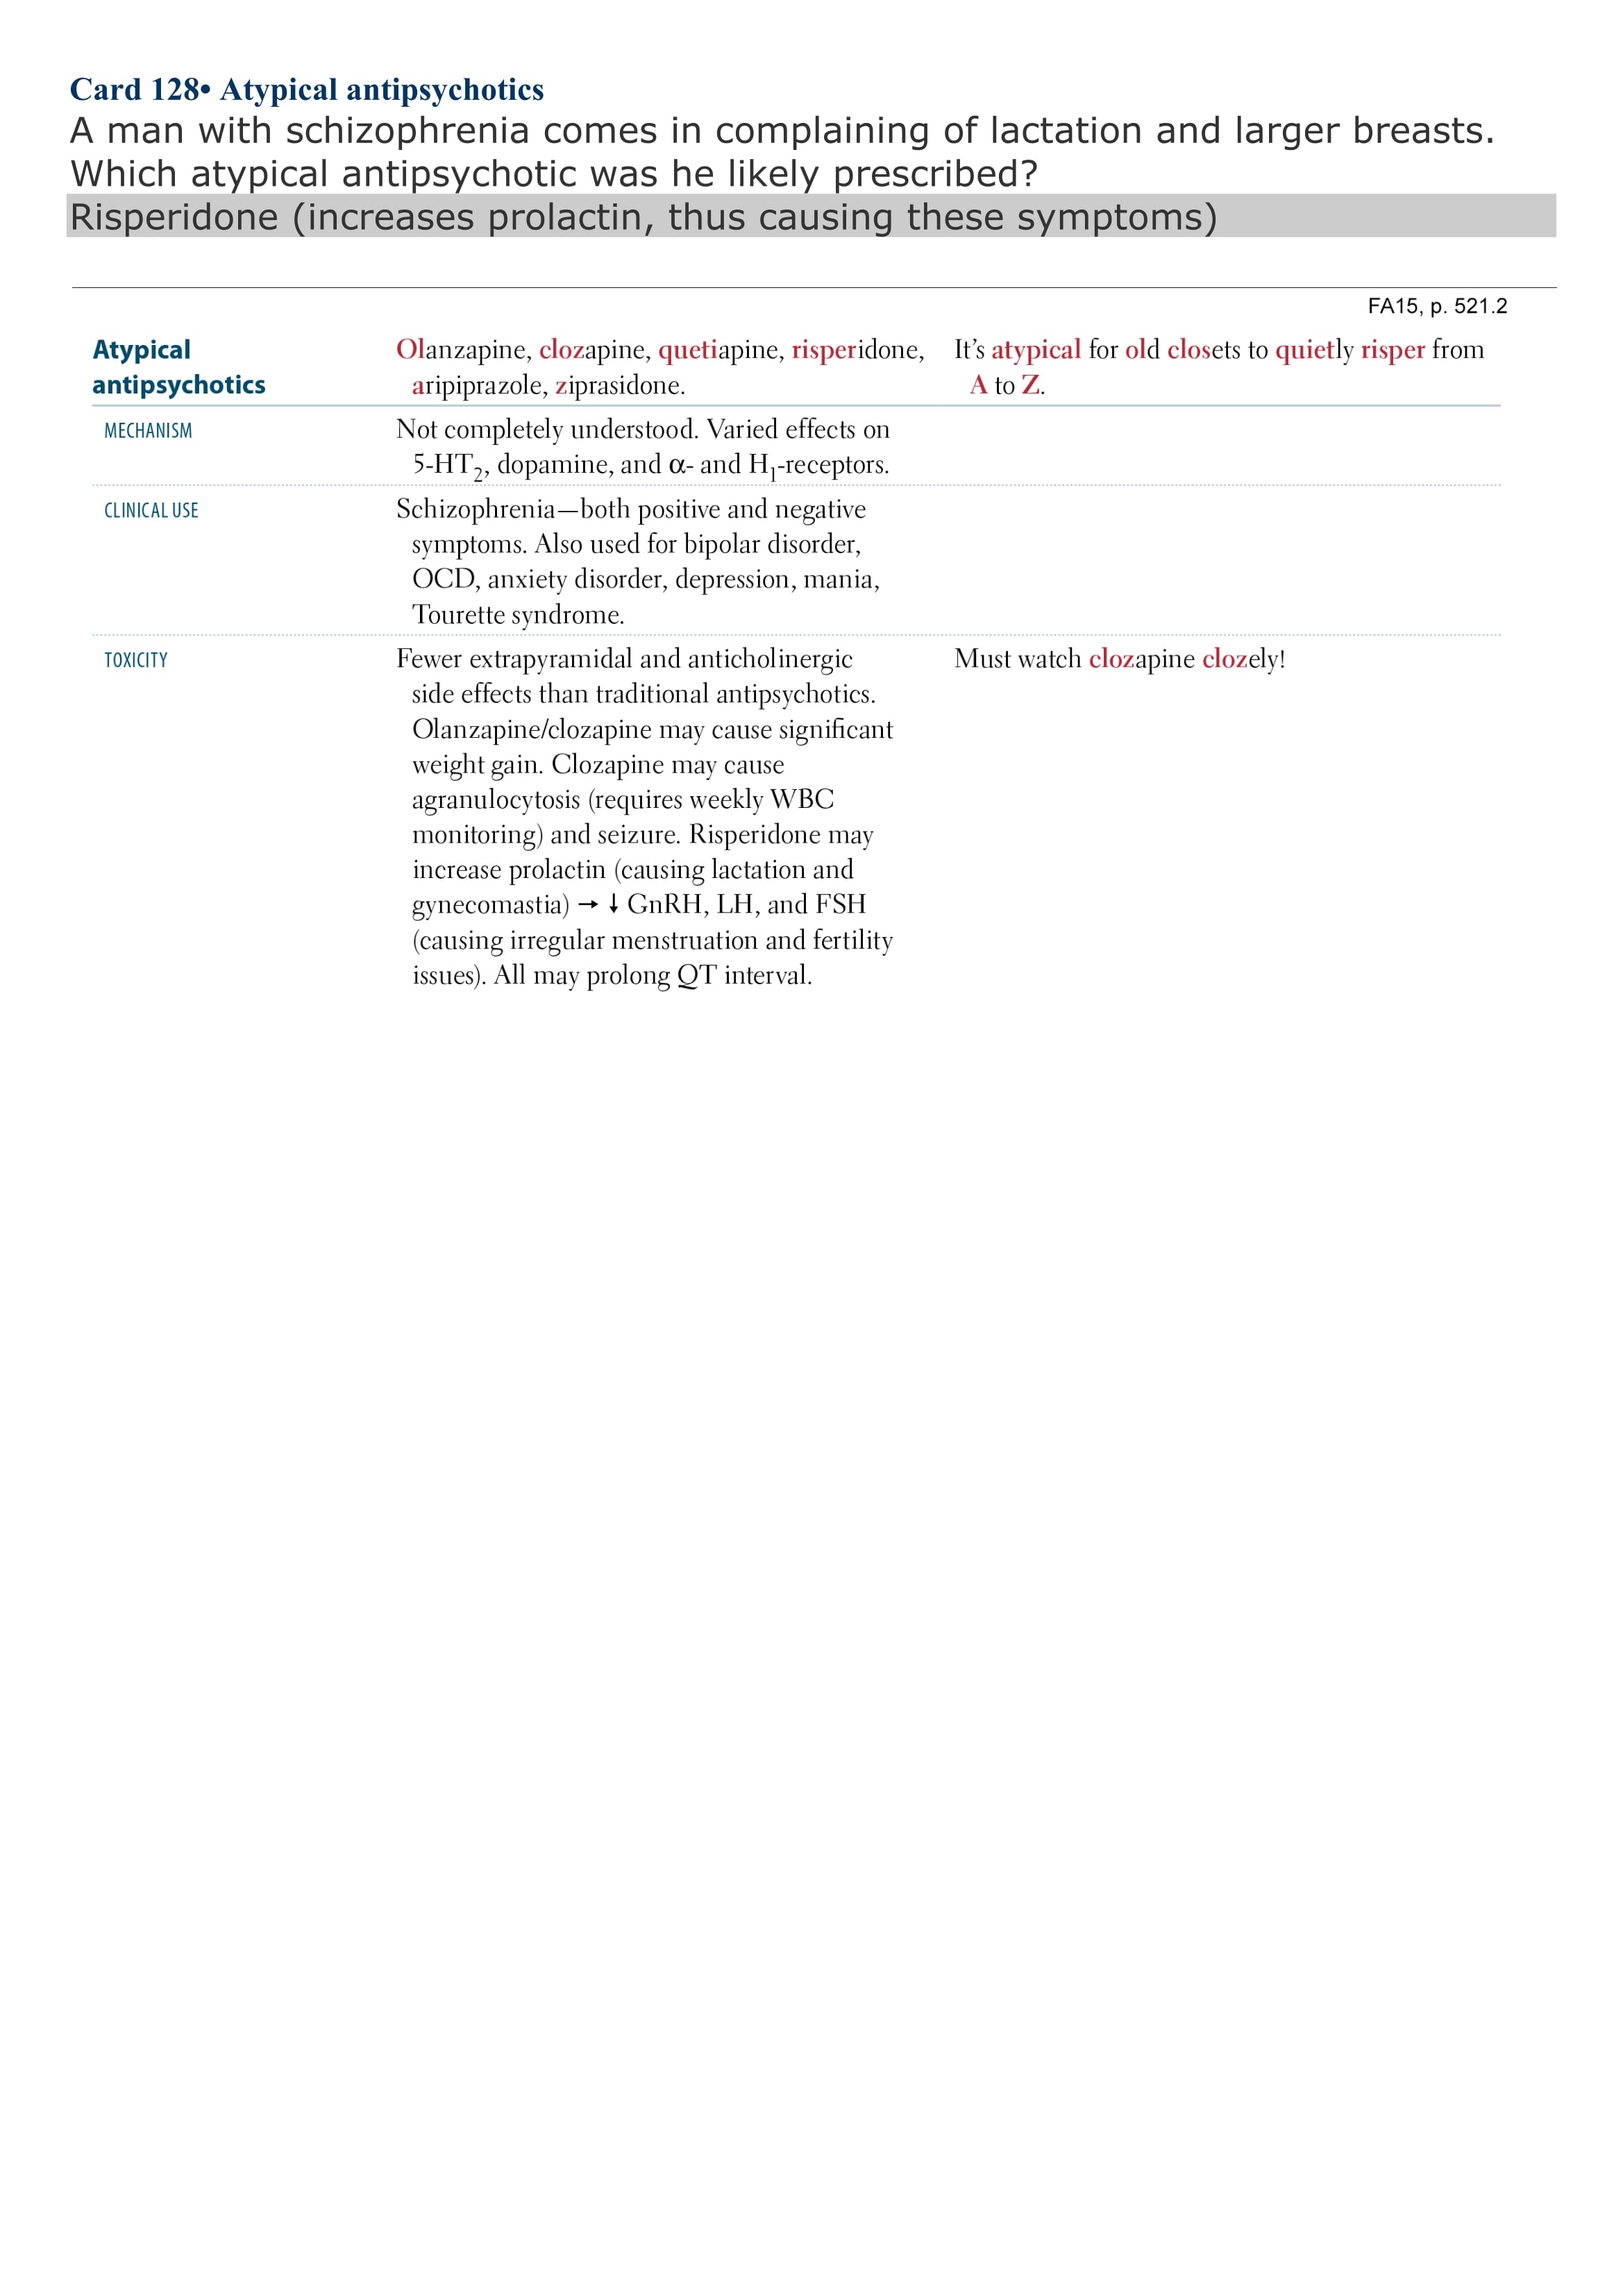 Card 128• Atypical antipsychotics
A man with schizophrenia comes in complaining of lactation and larger breasts.
Which atypical antipsychotic was he likely prescribed?
Risperidone (increases prolactin, thus causing these symptoms)
FA15, p. 521.2
Atypical
antipsychotics
Olanzapine, clozapine, quetiapine, risperidone,
aripiprazole, ziprasidone.
It's atypical for old closets to quietly risper from
A to Z.
MECHANISM
Not completely understood. Varied effects on
5-HT2, dopamine, and α- and H1-receptors.
CLINICAL USE
Schizophrenia—both positive and negative
symptoms. Also used for bipolar disorder,
OCD, anxiety disorder, depression, mania,
Tourette syndrome.
TOXICITY
Fewer extrapyramidal and anticholinergic
side effects than traditional antipsychotics.
Olanzapine/clozapine may cause significant
weight gain. Clozapine may cause
agranulocytosis (requires weekly WBC
monitoring) and seizure. Risperidone may
increase prolactin (causing lactation and
gynecomastia) → ↓ GnRH, LH, and FSH
(causing irregular menstruation and fertility
issues). All may prolong QT interval.
Must watch clozapine clozely!